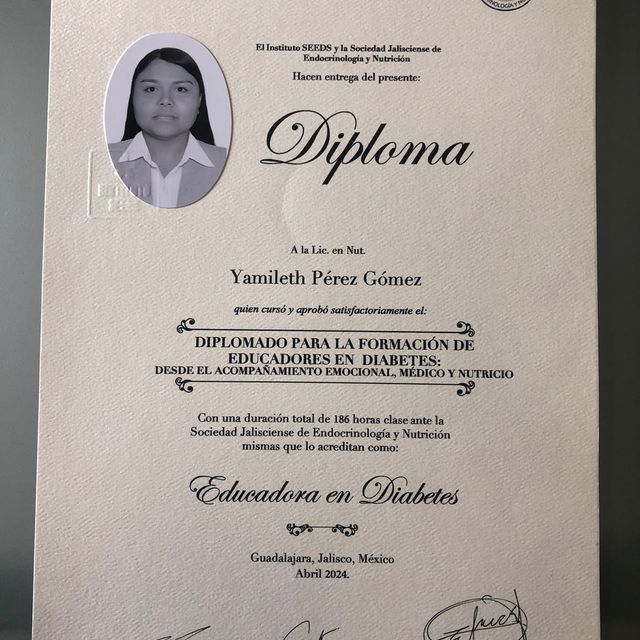 El Instituto SEEDS y la Sociedad Jalisciense de
Endocrinología y Nutrición
Hacen entrega del presente:
Diploma
A la Lic. en Nut.
Yamileth Pérez Gómez
quien cursó y aprobó satisfactoriamente el:
DIPLOMADO PARA LA FORMACIÓN DE
EDUCADORES EN DIABETES:
DESDE EL ACOMPAÑAMIENTO EMOCIONAL, MÉDICO Y NUTRICIO
Con una duración total de 186 horas clase ante la
Sociedad Jalisciense de Endocrinología y Nutrición
mismas que lo acreditan como:
Educadora en Diabetes
Guadalajara, Jalisco, México
Abril 2024.